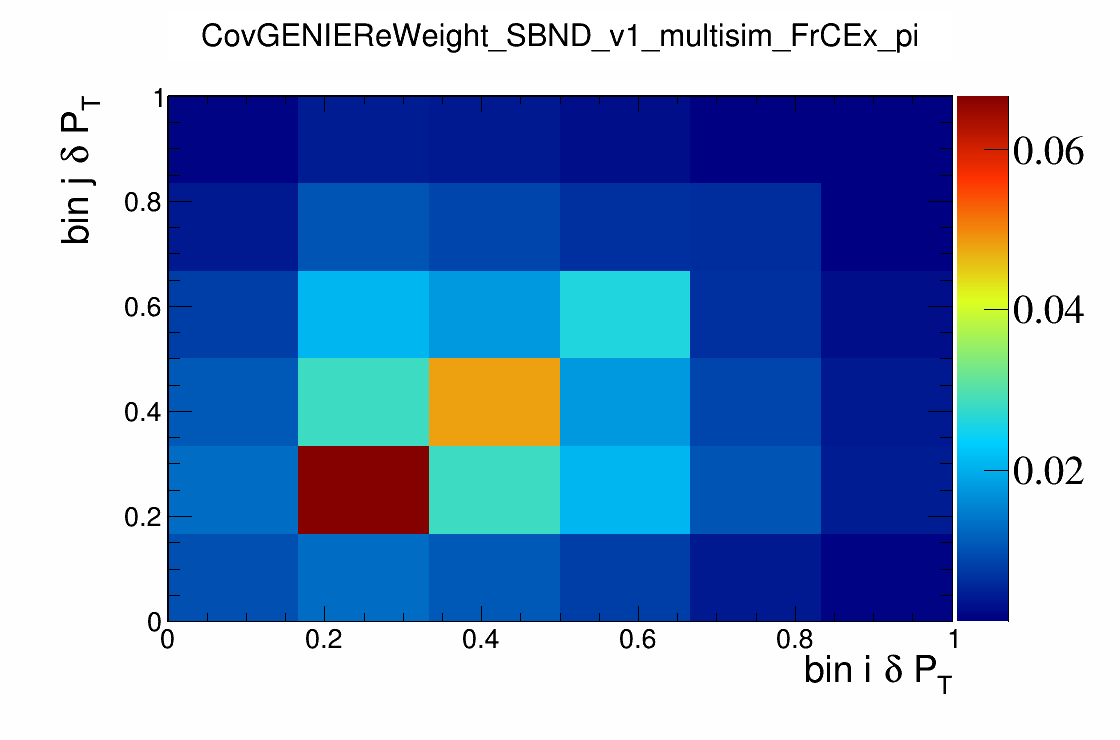 CovGENIEReWeight_SBND_v1_multisim_FrCEx_pi
bin j δ P_T
1
0.8
0.6
0.4
0.2
0
0 0.2 0.4 0.6 0.8 1
bin i δ P_T
0.06
0.04
0.02